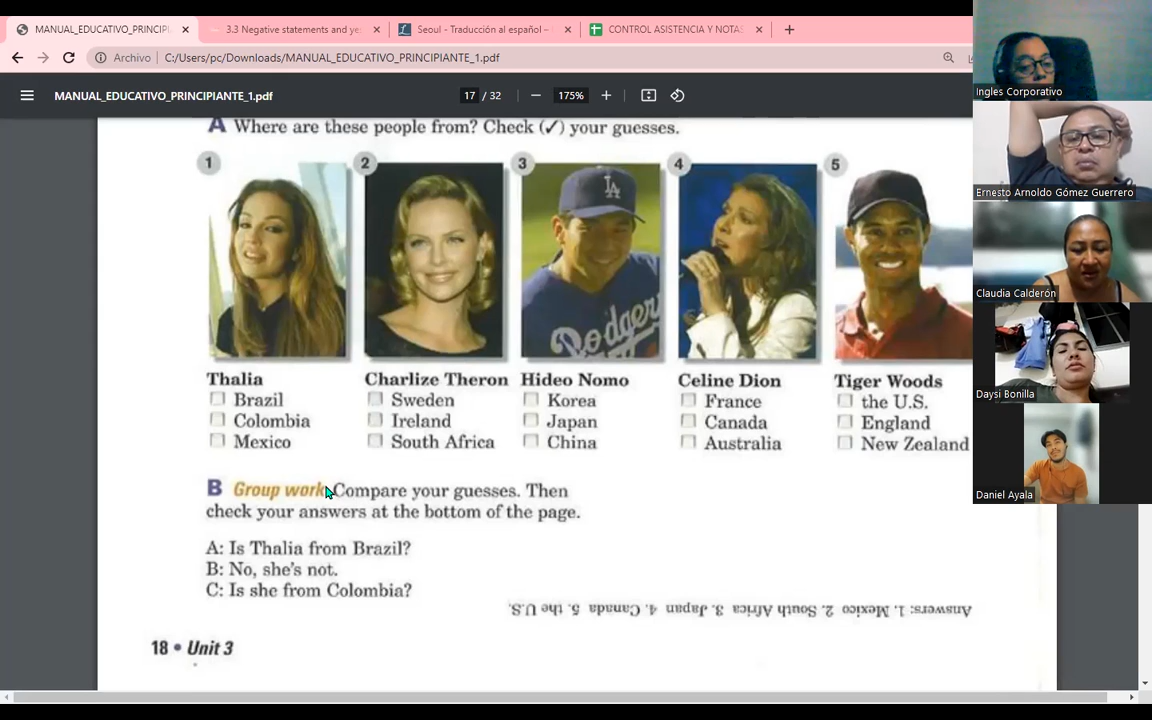 MANUAL_EDUCATIVO_PRINCIPI
3.3 Negative statements and ye
Seoul - Traducción al español –
CONTROL ASISTENCIA Y NOTAS
Archivo C:/Users/pc/Downloads/MANUAL_EDUCATIVO_PRINCIPIANTE_1.pdf
MANUAL_EDUCATIVO_PRINCIPIANTE_1.pdf
17 / 32
175%
A Where are these people from? Check (✓) your guesses.
1 2 3 4 5
LA
Dodgers
Thalia Charlize Theron Hideo Nomo Celine Dion Tiger Woods
Brazil Sweden Korea France the U.S.
Colombia Ireland Japan Canada England
Mexico South Africa China Australia New Zealand
B Group work Compare your guesses. Then
check your answers at the bottom of the page.
A: Is Thalia from Brazil?
B: No, she's not.
C: Is she from Colombia?
Answers: 1. Mexico 2. South Africa 3. Japan 4. Canada 5. the U.S.
18 • Unit 3
Ingles Corporativo
Ernesto Arnoldo Gómez Guerrero
Claudia Calderón
Daysi Bonilla
Daniel Ayala